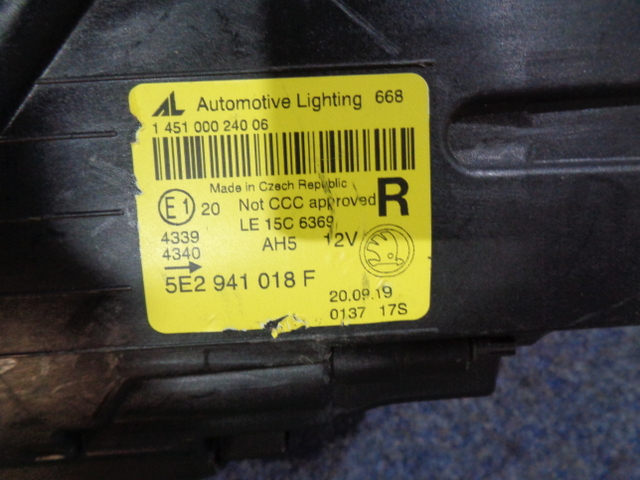 AL Automotive Lighting 668
1 451 000 240 06
Made in Czech Republic
E1 20 Not CCC approved R
LE 15C 6369
4339 AH5 12V
4340
5E2 941 018 F
20.09.19
0137 17S